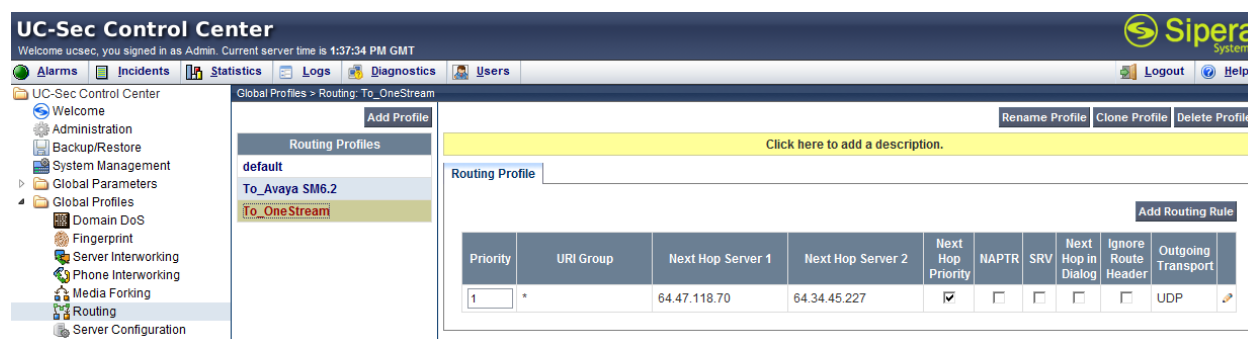 UC-Sec Control Center
Welcome ucsec, you signed in as Admin. Current server time is 1:37:34 PM GMT
Sipera
Systems
Alarms Incidents Statistics Logs Diagnostics Users Logout Help
UC-Sec Control Center
Welcome
Administration
Backup/Restore
System Management
Global Parameters
Global Profiles
Domain DoS
Fingerprint
Server Interworking
Phone Interworking
Media Forking
Routing
Server Configuration
Global Profiles > Routing: To_OneStream
Add Profile
Routing Profiles
default
To_Avaya SM6.2
To_OneStream
Rename Profile Clone Profile Delete Profile
Click here to add a description.
Routing Profile
Add Routing Rule
Priority URI Group Next Hop Server 1 Next Hop Server 2 Next Hop Priority NAPTR SRV Next Hop in Dialog Ignore Route Header Outgoing Transport
1 * 64.47.118.70 64.34.45.227 UDP